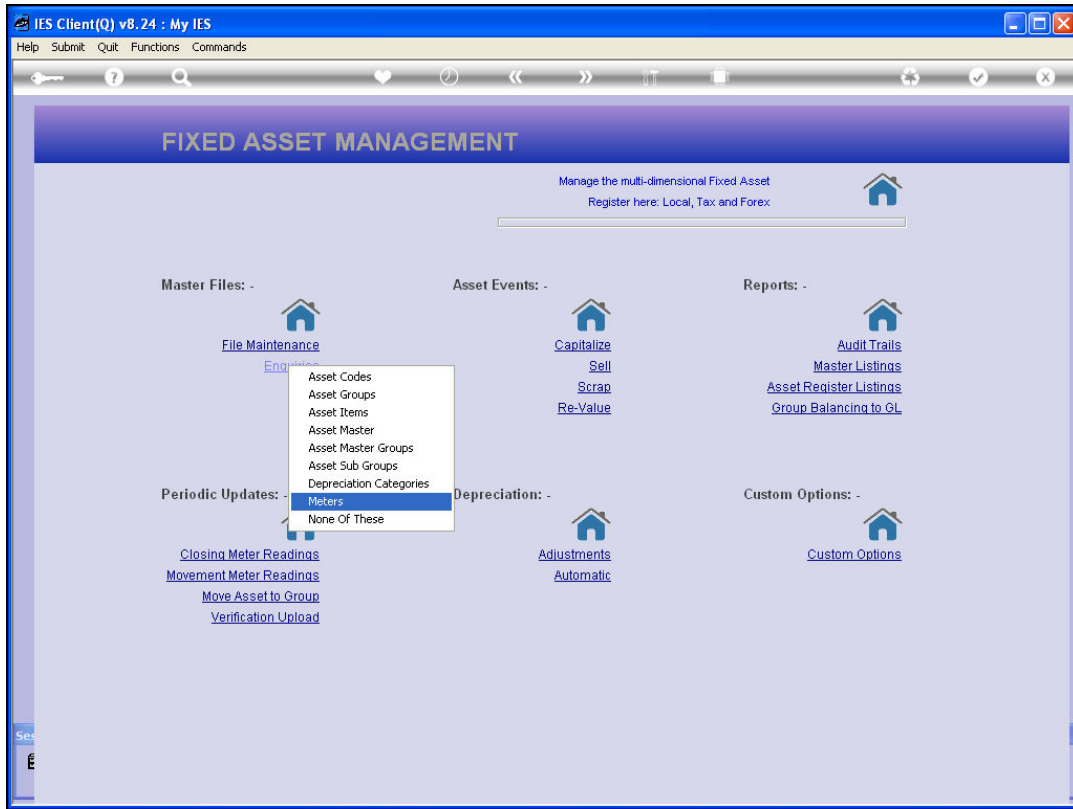 IES Client(Q) v8.24 : My IES
Help Submit Quit Functions Commands
FIXED ASSET MANAGEMENT
Manage the multi-dimensional Fixed Asset
Register here: Local, Tax and Forex
Master Files: -
File Maintenance
Enquiries
Asset Codes
Asset Groups
Asset Items
Asset Master
Asset Master Groups
Asset Sub Groups
Depreciation Categories
Meters
None Of These
Asset Events: -
Capitalize
Sell
Scrap
Re-Value
Reports: -
Audit Trails
Master Listings
Asset Register Listings
Group Balancing to GL
Periodic Updates: -
Closing Meter Readings
Movement Meter Readings
Move Asset to Group
Verification Upload
Depreciation: -
Adjustments
Automatic
Custom Options: -
Custom Options